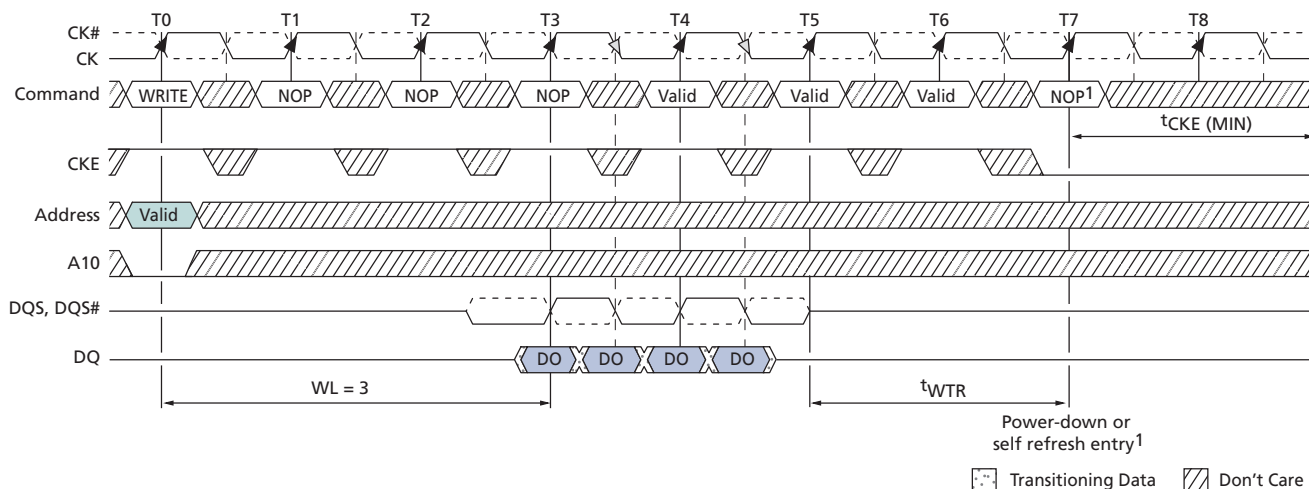 T0 T1 T2 T3 T4 T5 T6 T7 T8
CK#
CK
Command WRITE NOP NOP NOP Valid Valid Valid NOP1
tCKE (MIN)
CKE
Address Valid
A10
DQS, DQS#
DQ DO DO DO DO
WL = 3 tWTR
Power-down or
self refresh entry1
Transitioning Data Don't Care